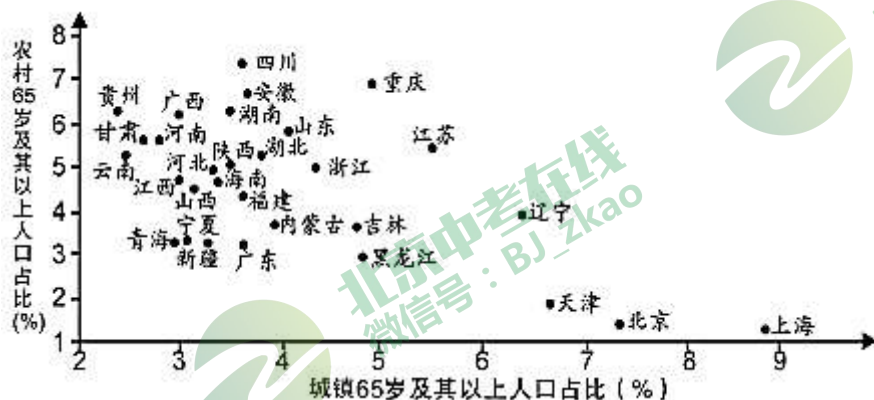 农村65岁及其以上人口占比(%)
8
7
6
5
4
3
2
1
四川
重庆
安徽
贵州
广西
湖南
山东
甘肃
河南
陕西
湖北
江苏
云南
河北
浙江
江西
海南
山西
福建
辽宁
宁夏
内蒙古
吉林
青海
新疆
广东
黑龙江
天津
北京
上海
2 3 4 5 6 7 8 9
城镇65岁及其以上人口占比(%)
北京中考在线
微信号:BJ_zkao